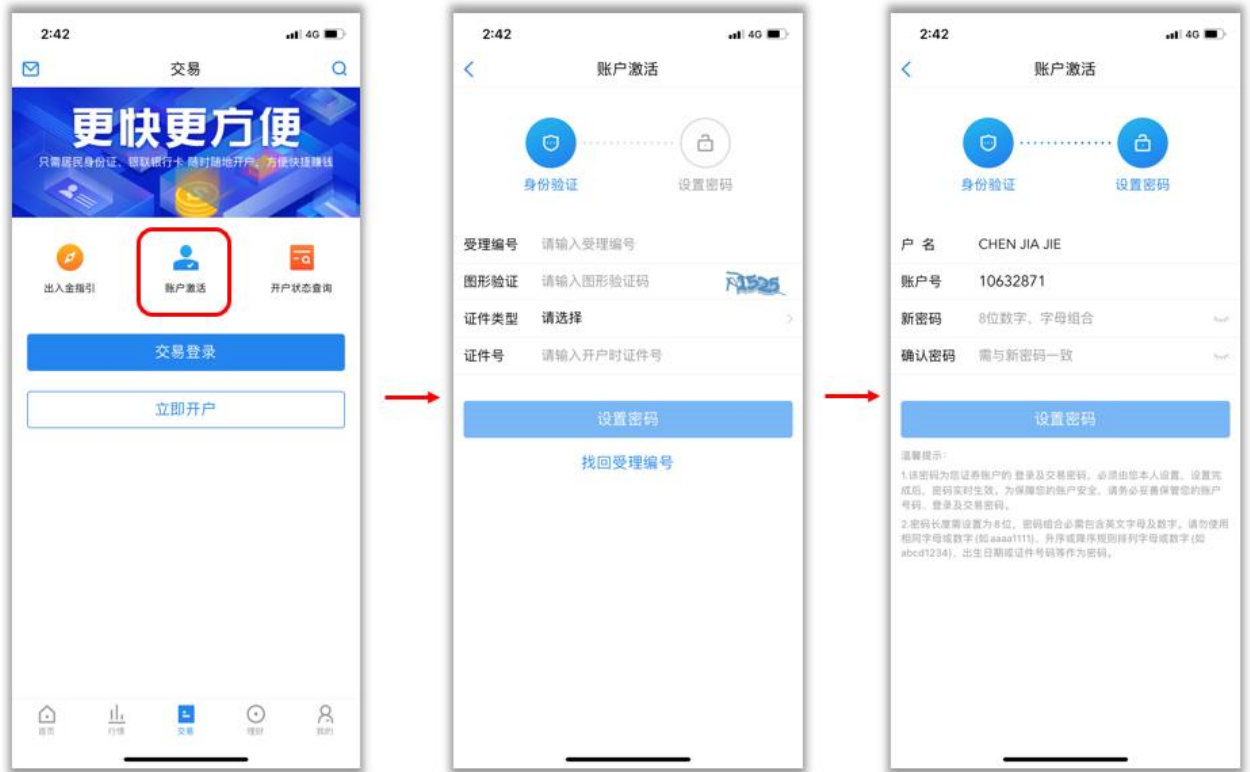 2:42
4G
交易
更快更方便
只需居民身份证、银联银行卡 随时随地开户，方便快捷赚钱
出入金指引
账户激活
开户状态查询
交易登录
立即开户
首页
行情
交易
理财
我的
2:42
4G
账户激活
身份验证
设置密码
受理编号 请输入受理编号
图形验证 请输入图形验证码
证件类型 请选择
证件号 请输入开户时证件号
设置密码
找回受理编号
2:42
4G
账户激活
身份验证
设置密码
户 名 CHEN JIA JIE
账户号 10632871
新密码 8位数字、字母组合
确认密码 需与新密码一致
设置密码
温馨提示：
1.该密码为您证券账户的 登录及交易密码，必须由您本人设置，设置完
成后，密码实时生效。为保障您的账户安全，请务必妥善保管您的账户
号码、登录及交易密码。
2.密码长度需设置为 8 位，密码组合必需包含英文字母及数字。请勿使用
相同字母或数字 (如 aaaa1111)、升序或降序规则排列字母或数字 (如
abcd1234)、出生日期或证件号码等作为密码。